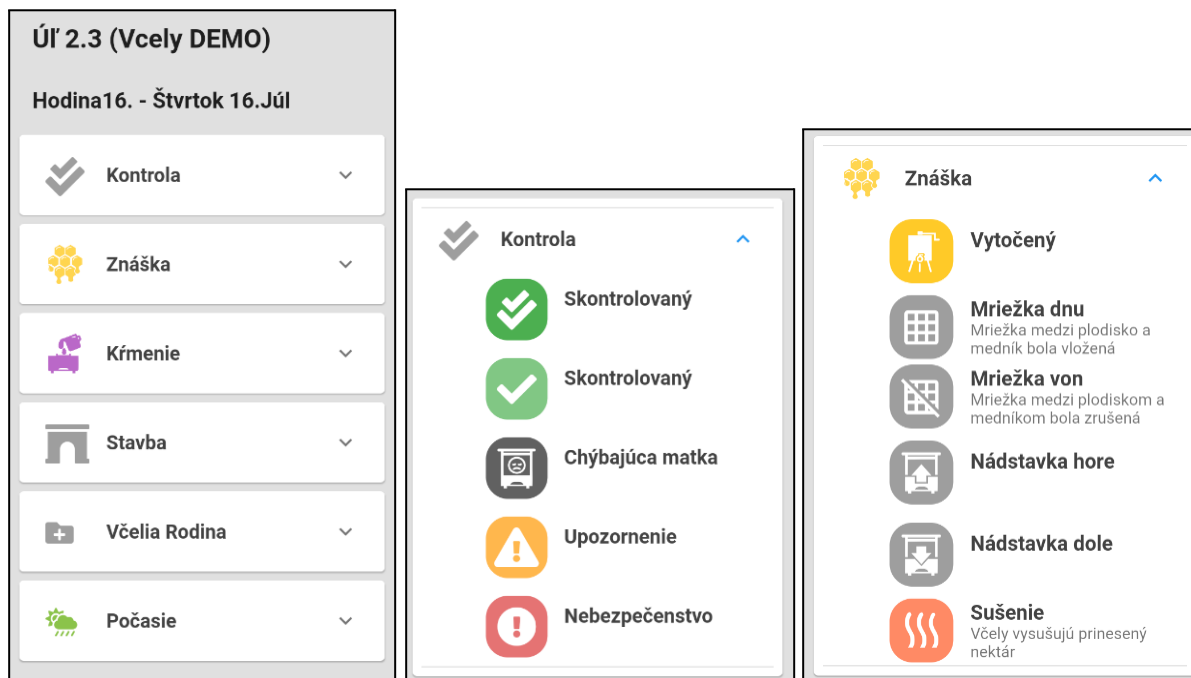 Úľ 2.3 (Vcely DEMO)
Hodina16. - Štvrtok 16.Júl
Kontrola
Znáška
Kŕmenie
Stavba
Včelia Rodina
Počasie
Kontrola
Skontrolovaný
Skontrolovaný
Chýbajúca matka
Upozornenie
Nebezpečenstvo
Znáška
Vytočený
Mriežka dnu
Mriežka medzi plodisko a
medník bola vložená
Mriežka von
Mriežka medzi plodiskom a
medníkom bola zrušená
Nádstavka hore
Nádstavka dole
Sušenie
Včely vysušujú prinesený
nektár